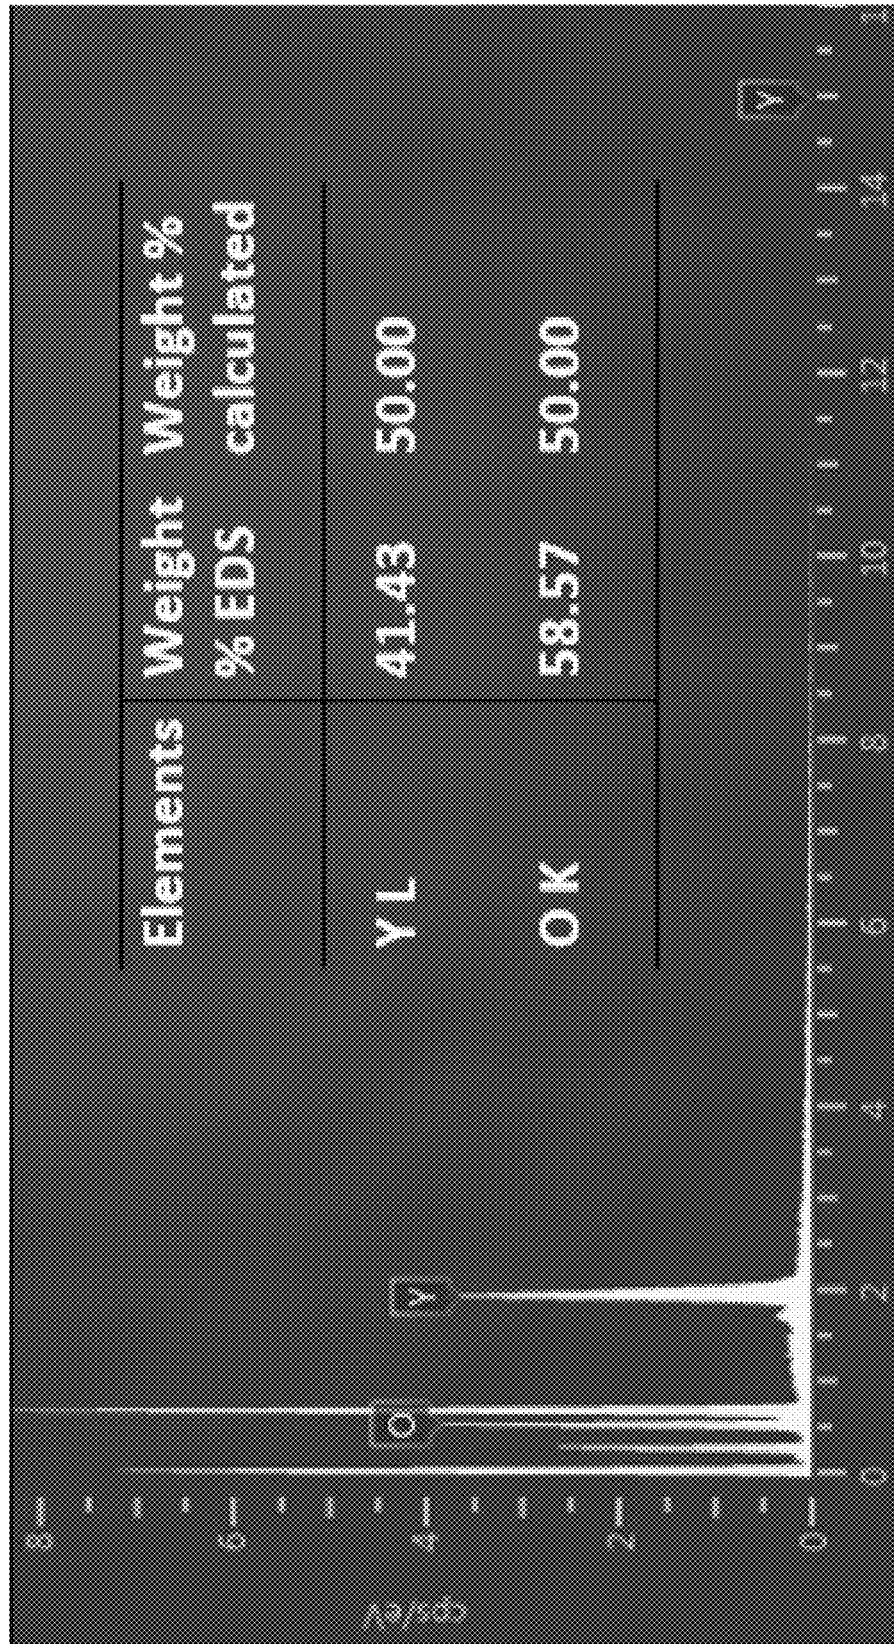 8
6
4
2
0
cps/eV
Elements Weight Weight %
% EDS calculated
Y L 41.43 50.00
O K 58.57 50.00
O
Y
Y
0 2 4 6 8 10 12 14